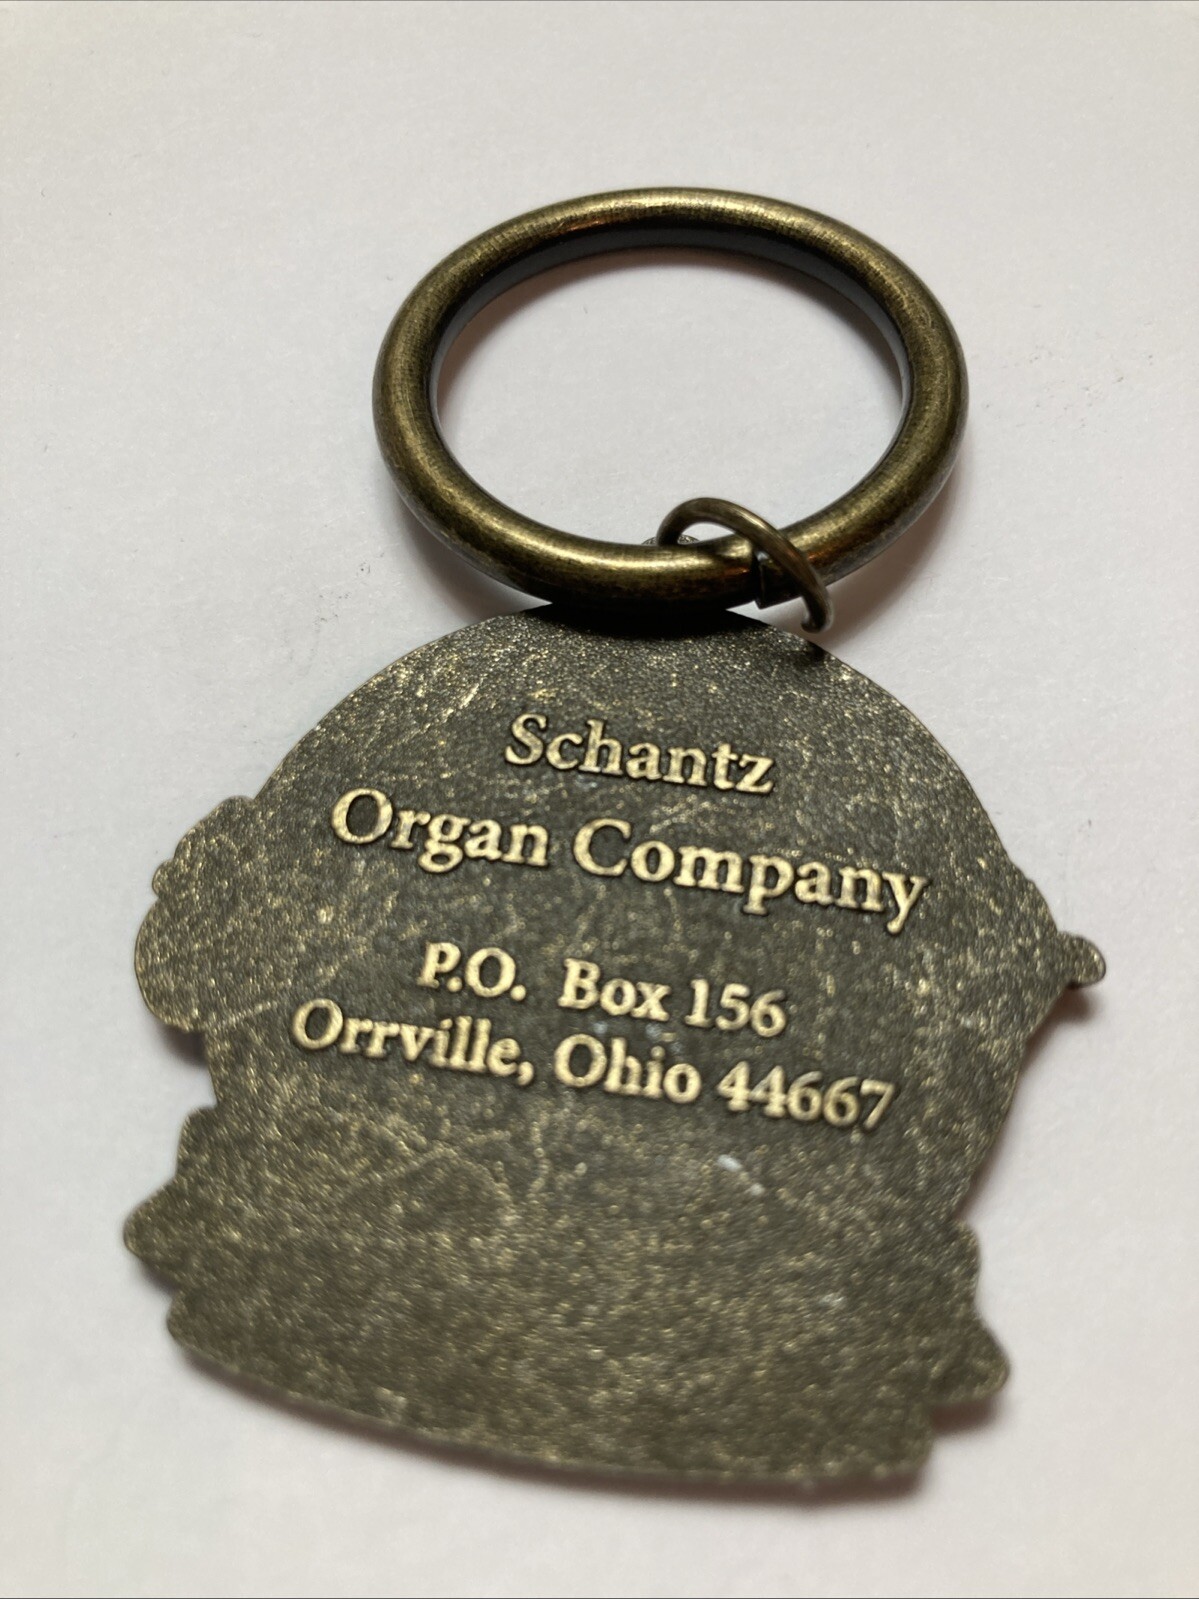 Schantz
Organ Company
P.O. Box 156
Orrville, Ohio 44667